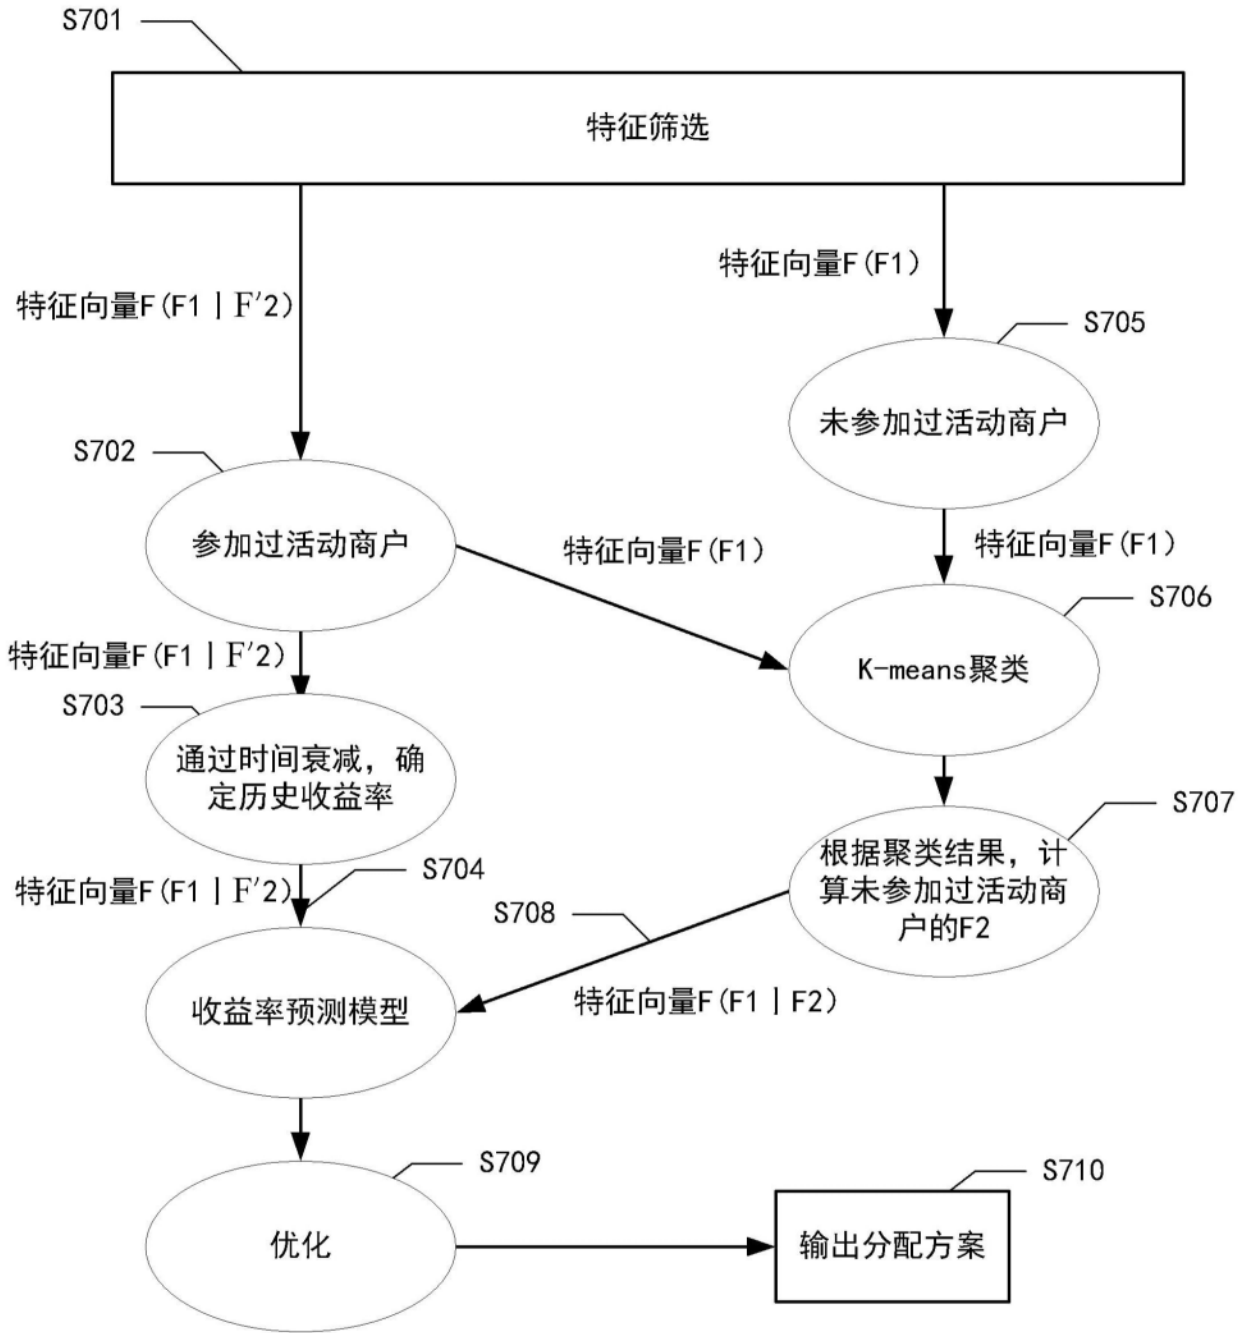 S701
特征筛选
特征向量F(F1)
特征向量F(F1|F′2)
S705
未参加过活动商户
S702
参加过活动商户
特征向量F(F1)
特征向量F(F1)
S706
特征向量F(F1|F′2)
K-means聚类
S703
通过时间衰减，确
定历史收益率
S707
根据聚类结果，计
算未参加过活动商
户的F2
S704
特征向量F(F1|F′2)
S708
特征向量F(F1|F2)
收益率预测模型
S709
S710
优化
输出分配方案